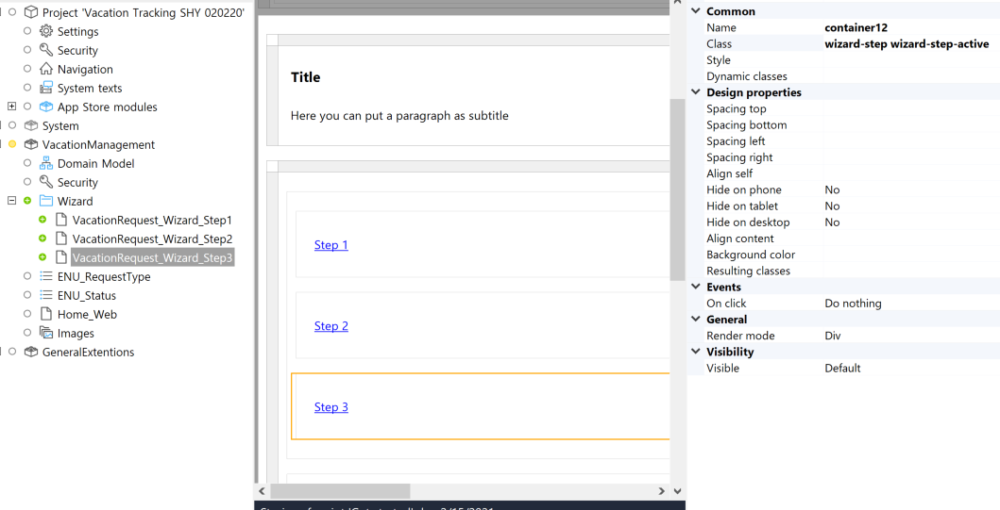 Project 'Vacation Tracking SHY 020220'
Settings
Security
Navigation
System texts
App Store modules
System
VacationManagement
Domain Model
Security
Wizard
VacationRequest_Wizard_Step1
VacationRequest_Wizard_Step2
VacationRequest_Wizard_Step3
ENU_RequestType
ENU_Status
Home_Web
Images
GeneralExtentions
Title
Here you can put a paragraph as subtitle
Step 1
Step 2
Step 3
Common
Name container12
Class wizard-step wizard-step-active
Style
Dynamic classes
Design properties
Spacing top
Spacing bottom
Spacing left
Spacing right
Align self
Hide on phone No
Hide on tablet No
Hide on desktop No
Align content
Background color
Resulting classes
Events
On click Do nothing
General
Render mode Div
Visibility
Visible Default